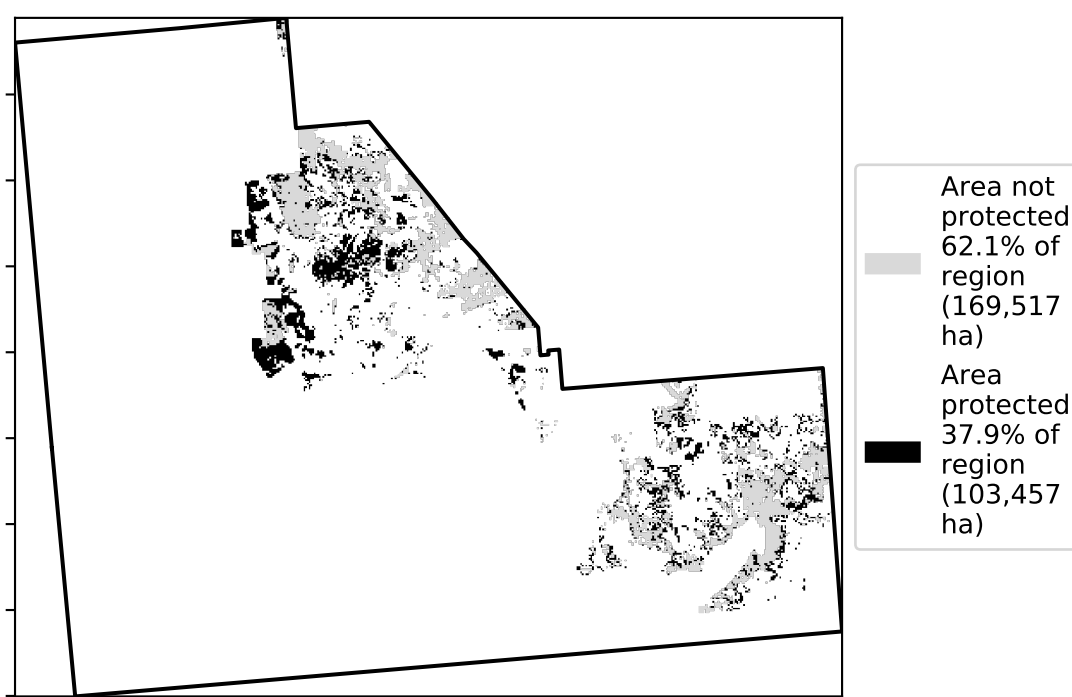 Area not
protected
62.1% of
region
(169,517
ha)
Area
protected
37.9% of
region
(103,457
ha)